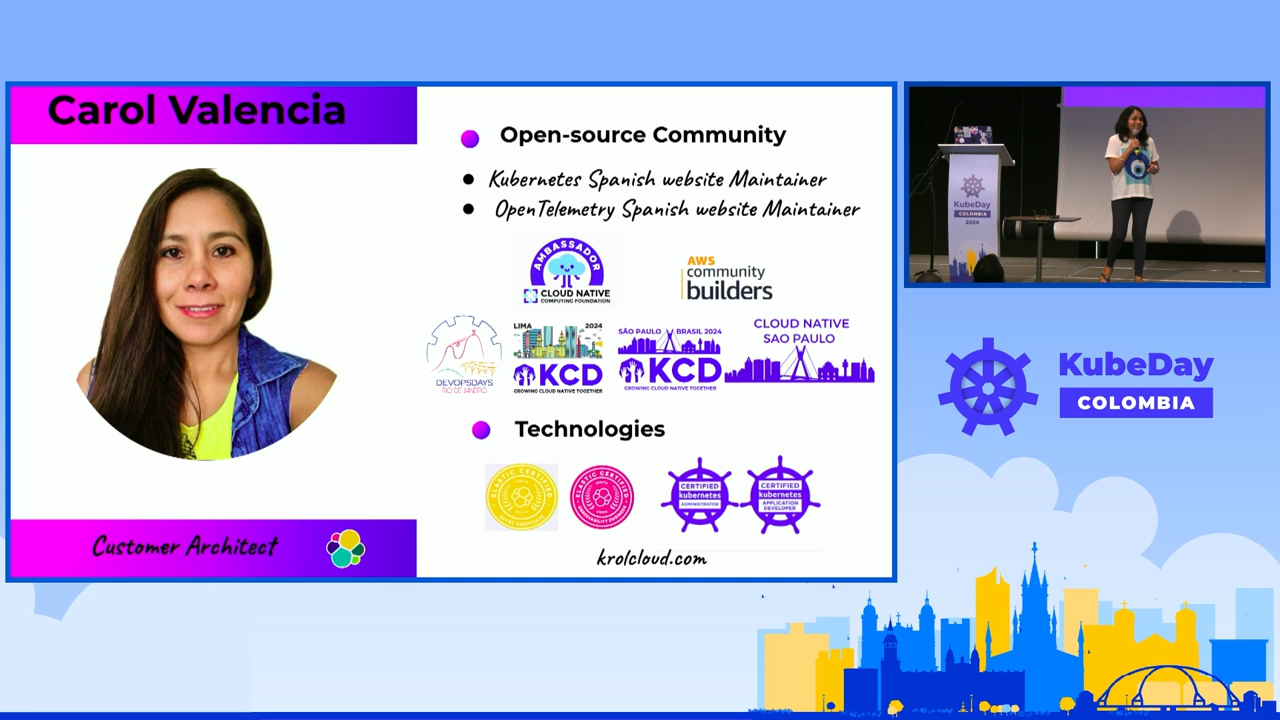 Carol Valencia
Open-source Community
Kubernetes Spanish website Maintainer
OpenTelemetry Spanish website Maintainer
AMBASSADOR
CLOUD NATIVE
COMPUTING FOUNDATION
AWS
community
builders
DEVOPSDAYS
RIO DE JANEIRO
LIMA 2024
KCD
GROWING CLOUD NATIVE TOGETHER
SÃO PAULO BRASIL 2024
KCD
GROWING CLOUD NATIVE TOGETHER
CLOUD NATIVE
SAO PAULO
Technologies
ELASTIC CERTIFIED
ELASTIC CERTIFIED
CERTIFIED
kubernetes
ADMINISTRATOR
CERTIFIED
kubernetes
APPLICATION
DEVELOPER
Customer Architect
krolcloud.com
KubeDay
COLOMBIA
2024
KubeDay
COLOMBIA